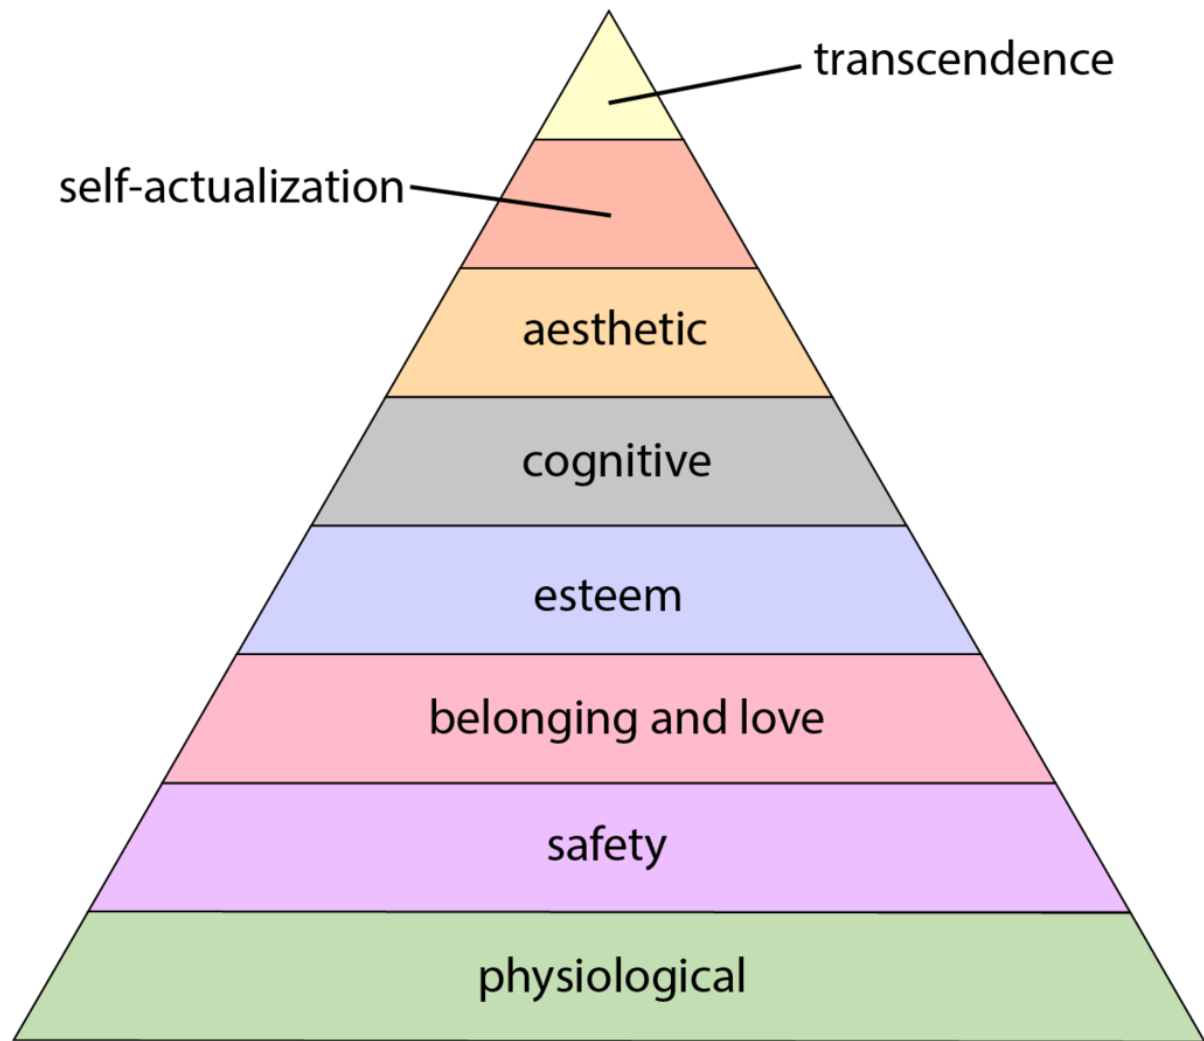 transcendence
self-actualization
aesthetic
cognitive
esteem
belonging and love
safety
physiological